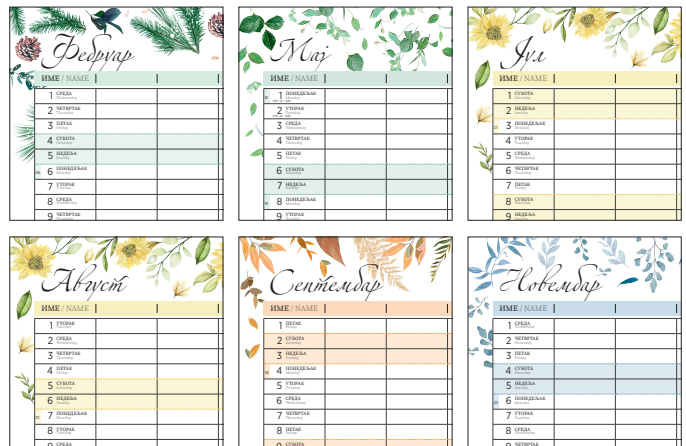 Фебруар
ИМЕ / NAME
1 СРЕДА
Wednesday
2 ЧЕТВРТАК
Thursday
3 ПЕТАК
Friday
4 СУБОТА
Saturday
5 НЕДЕЉА
Sunday
6 ПОНЕДЕЉАК
Monday
7 УТОРАК
Tuesday
8 СРЕДА
Wednesday
9 ЧЕТВРТАК
Мај
ИМЕ / NAME
1 ПОНЕДЕЉАК
Monday
2 УТОРАК
Tuesday
3 СРЕДА
Wednesday
4 ЧЕТВРТАК
Thursday
5 ПЕТАК
Friday
6 СУБОТА
Saturday
7 НЕДЕЉА
Sunday
8 ПОНЕДЕЉАК
Monday
9 УТОРАК
Јул
ИМЕ / NAME
1 СУБОТА
Saturday
2 НЕДЕЉА
Sunday
3 ПОНЕДЕЉАК
Monday
4 УТОРАК
Tuesday
5 СРЕДА
Wednesday
6 ЧЕТВРТАК
Thursday
7 ПЕТАК
Friday
8 СУБОТА
Saturday
9 НЕДЕЉА
Август
ИМЕ / NAME
1 УТОРАК
Tuesday
2 СРЕДА
Wednesday
3 ЧЕТВРТАК
Thursday
4 ПЕТАК
Friday
5 СУБОТА
Saturday
6 НЕДЕЉА
Sunday
7 ПОНЕДЕЉАК
Monday
8 УТОРАК
Tuesday
9 СРЕДА
Септембар
ИМЕ / NAME
1 ПЕТАК
Friday
2 СУБОТА
Saturday
3 НЕДЕЉА
Sunday
4 ПОНЕДЕЉАК
Monday
5 УТОРАК
Tuesday
6 СРЕДА
Wednesday
7 ЧЕТВРТАК
Thursday
8 ПЕТАК
Friday
9 СУБОТА
Новембар
ИМЕ / NAME
1 СРЕДА
Wednesday
2 ЧЕТВРТАК
Thursday
3 ПЕТАК
Friday
4 СУБОТА
Saturday
5 НЕДЕЉА
Sunday
6 ПОНЕДЕЉАК
Monday
7 УТОРАК
Tuesday
8 СРЕДА
Wednesday
9 ЧЕТВРТАК